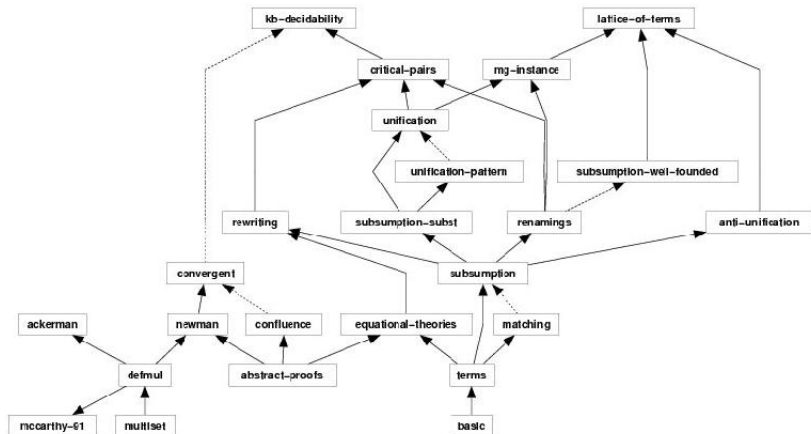 kb-decidability
lattice-of-terms
critical-pairs
mg-instance
unification
unification-pattern
subsumption-well-founded
rewriting
subsumption-subst
renamings
anti-unification
convergent
subsumption
ackerman
newman
confluence
equational-theories
matching
defmul
abstract-proofs
terms
mccarthy-91
multiset
basic